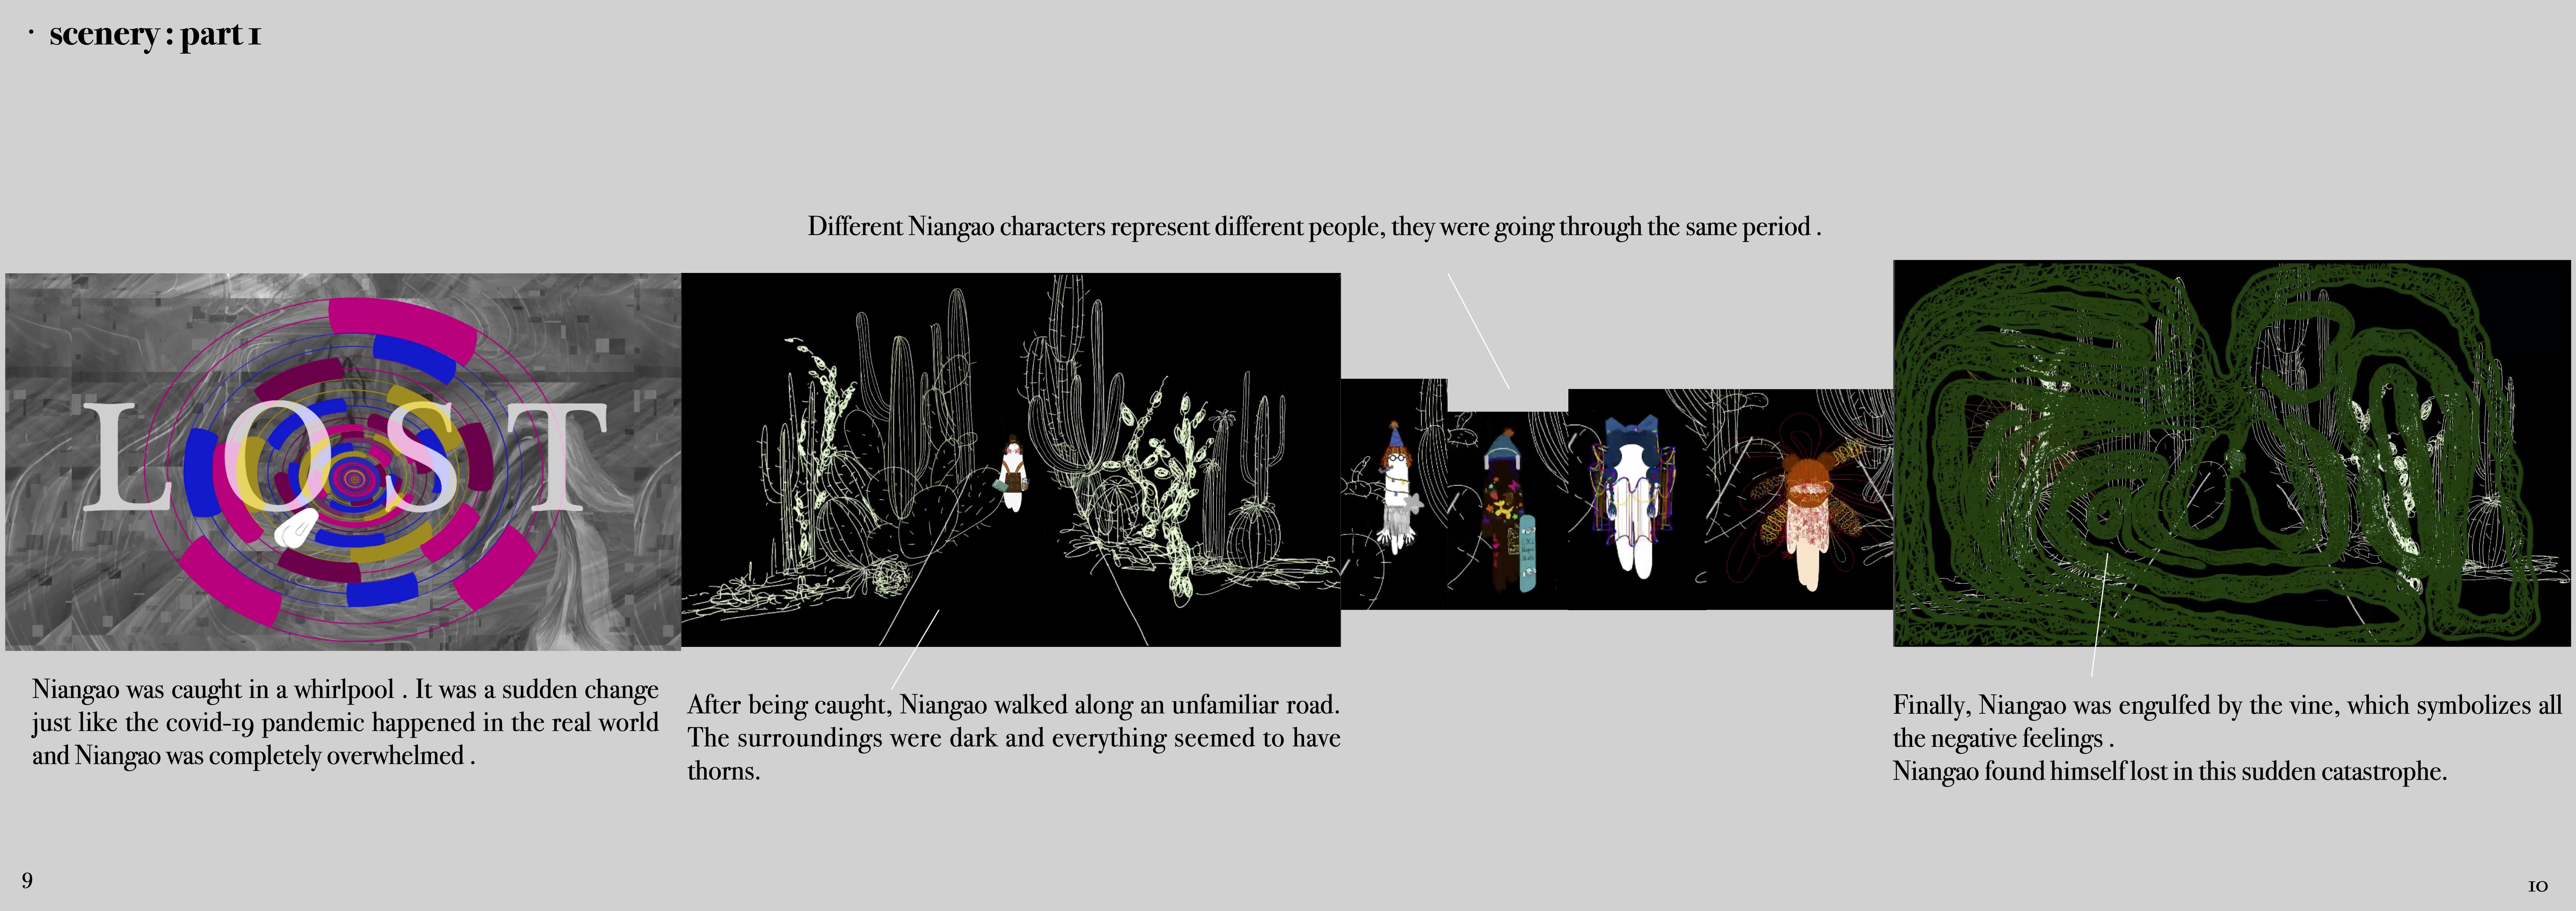 · scenery : part 1
Different Niangao characters represent different people, they were going through the same period .
LOST
Niangao was caught in a whirlpool . It was a sudden change
just like the covid-19 pandemic happened in the real world
and Niangao was completely overwhelmed .
After being caught, Niangao walked along an unfamiliar road.
The surroundings were dark and everything seemed to have
thorns.
Finally, Niangao was engulfed by the vine, which symbolizes all
the negative feelings .
Niangao found himself lost in this sudden catastrophe.
9
10